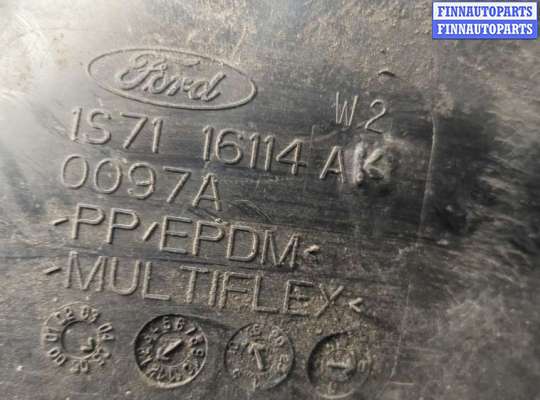 FINNAUTOPARTS
FINNAUTOPARTS
Ford
W2
1S71 16114 AK
0097A
>PP/EPDM<
>MULTIFLEX<